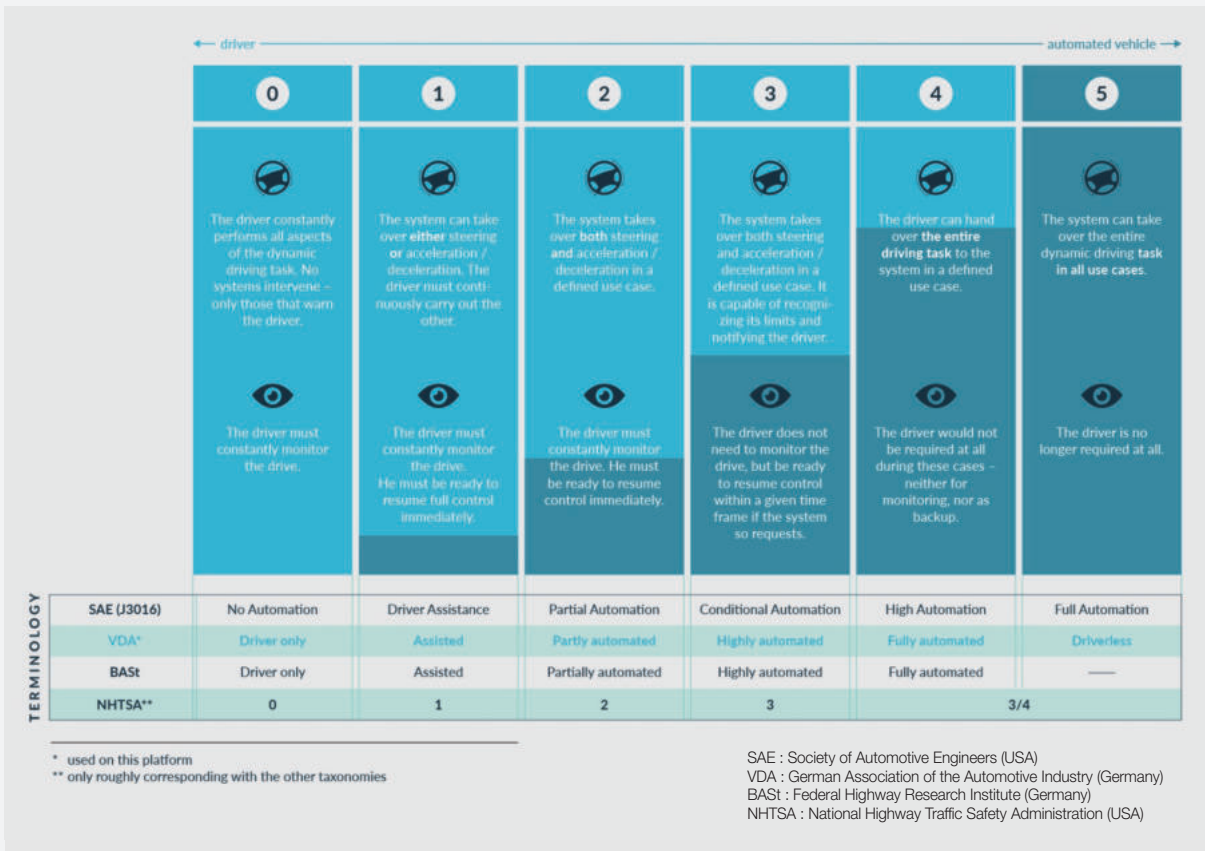 ← driver
automated vehicle →
0
1
2
3
4
5
The driver constantly
performs all aspects
of the dynamic
driving task. No
systems intervene –
only those that warn
the driver.
The system can take
over either steering
or acceleration /
deceleration. The
driver must conti-
nuously carry out the
other.
The system takes
over both steering
and acceleration /
deceleration in a
defined use case.
The system takes
over both steering
and acceleration /
deceleration in a
defined use case. It
is capable of recogni-
zing its limits and
notifying the driver.
The driver can hand
over the entire
driving task to the
system in a defined
use case.
The system can take
over the entire
dynamic driving task
in all use cases.
The driver must
constantly monitor
the drive.
The driver must
constantly monitor
the drive.
He must be ready to
resume full control
immediately.
The driver must
constantly monitor
the drive. He must
be ready to resume
control immediately.
The driver does not
need to monitor the
drive, but be ready
to resume control
within a given time
frame if the system
so requests.
The driver would not
be required at all
during these cases –
neither for
monitoring, nor as
backup.
The driver is no
longer required at all.
TERMINOLOGY
SAE (J3016) No Automation Driver Assistance Partial Automation Conditional Automation High Automation Full Automation
VDA* Driver only Assisted Partly automated Highly automated Fully automated Driverless
BASt Driver only Assisted Partially automated Highly automated Fully automated —
NHTSA** 0 1 2 3 3/4
* used on this platform
** only roughly corresponding with the other taxonomies
SAE : Society of Automotive Engineers (USA)
VDA : German Association of the Automotive Industry (Germany)
BASt : Federal Highway Research Institute (Germany)
NHTSA : National Highway Traffic Safety Administration (USA)